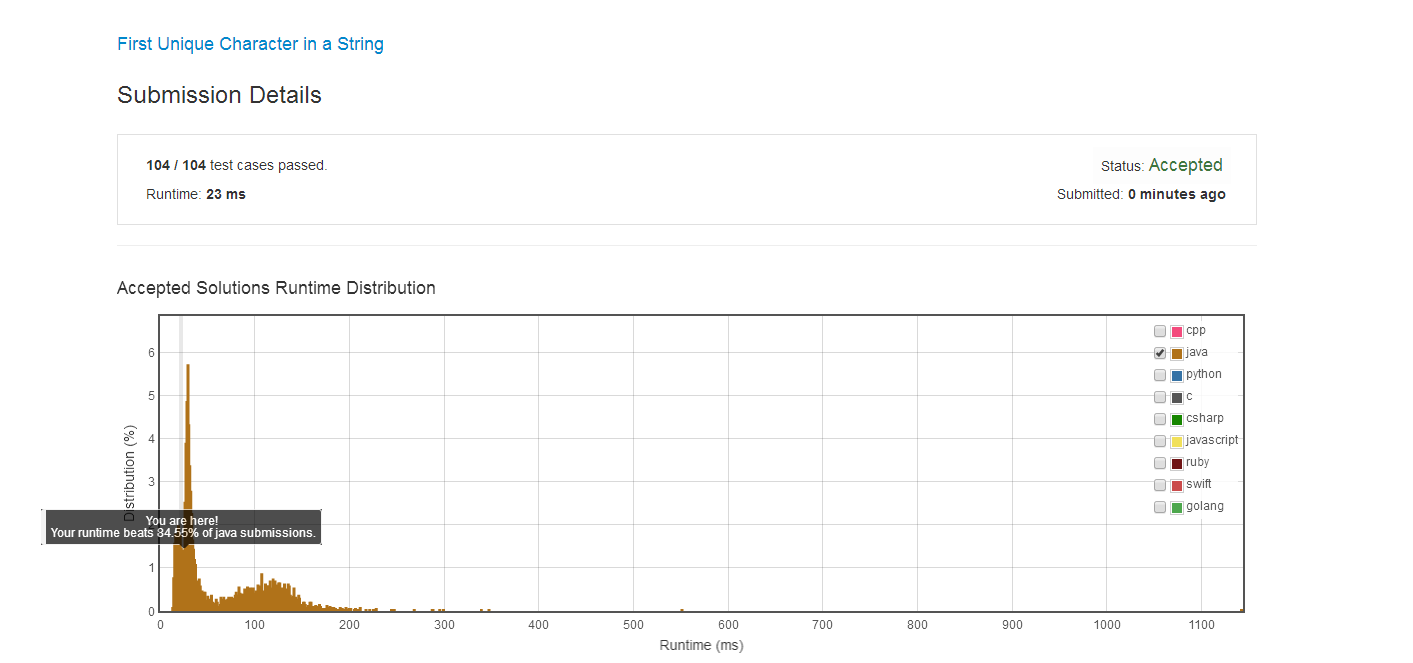 First Unique Character in a String
Submission Details
104 / 104 test cases passed.
Status: Accepted
Runtime: 23 ms
Submitted: 0 minutes ago
Accepted Solutions Runtime Distribution
cpp
java
python
c
csharp
javascript
ruby
swift
golang
Distribution (%)
6
5
4
3
1
0
You are here!
Your runtime beats 84.55% of java submissions.
0 100 200 300 400 500 600 700 800 900 1000 1100
Runtime (ms)